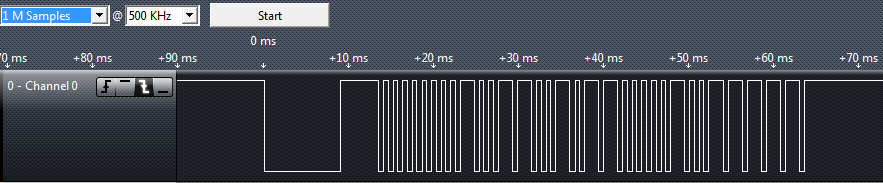 1 M Samples @ 500 KHz Start
0 ms
70 ms +80 ms +90 ms +10 ms +20 ms +30 ms +40 ms +50 ms +60 ms +70 ms
0 - Channel 0